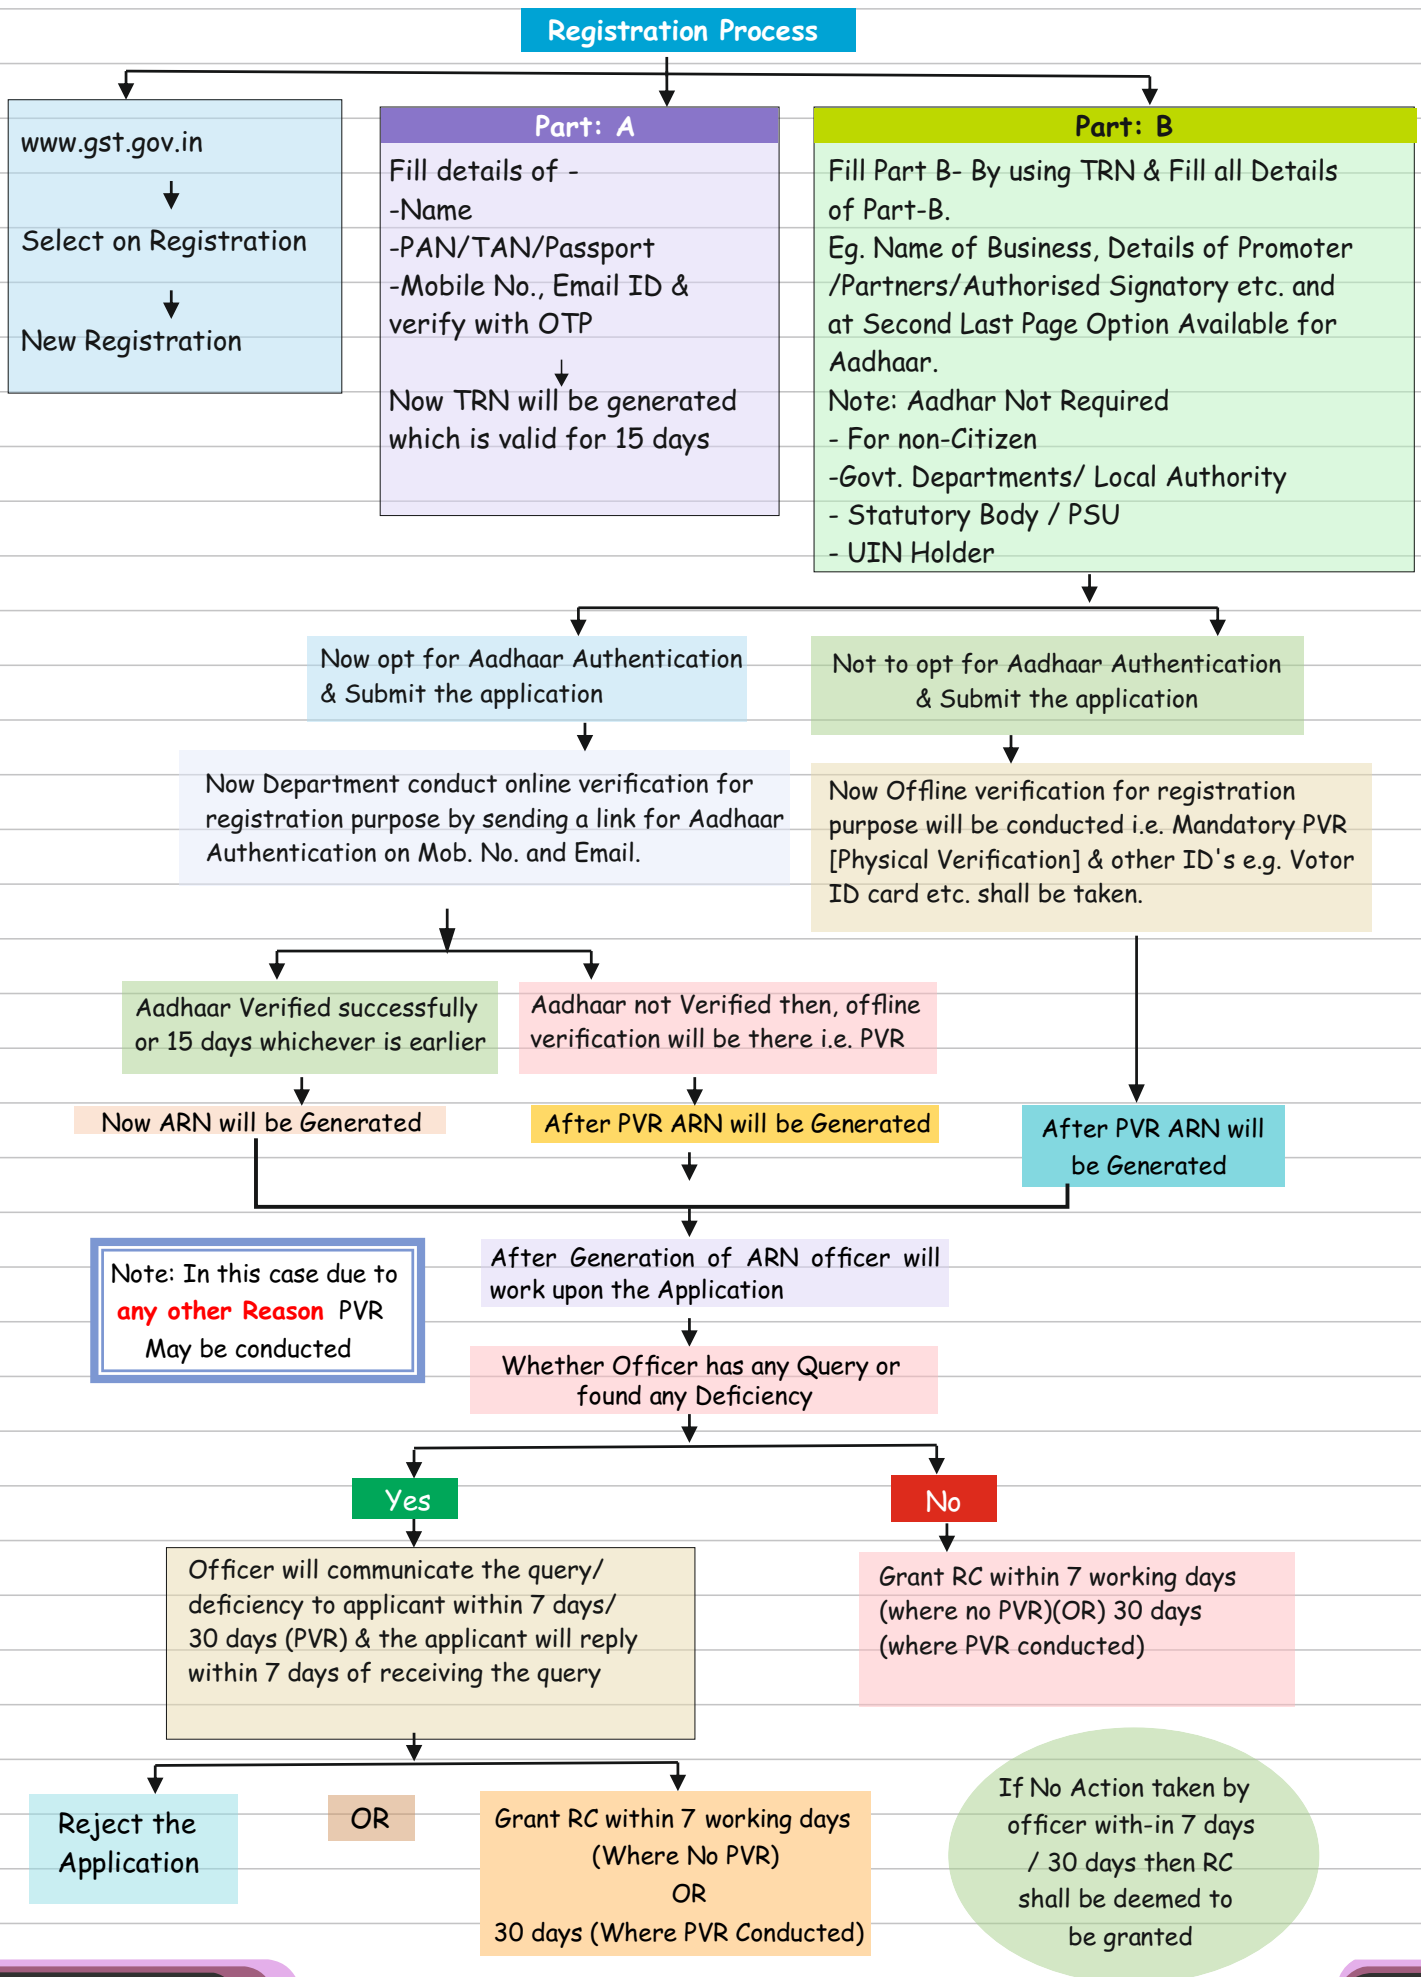 Registration Process
www.gst.gov.in
Select on Registration
New Registration
Part: A
Fill details of -
-Name
-PAN/TAN/Passport
-Mobile No., Email ID &
verify with OTP
Now TRN will be generated
which is valid for 15 days
Part: B
Fill Part B- By using TRN & Fill all Details
of Part-B.
Eg. Name of Business, Details of Promoter
/Partners/Authorised Signatory etc. and
at Second Last Page Option Available for
Aadhaar.
Note: Aadhar Not Required
- For non-Citizen
-Govt. Departments/ Local Authority
- Statutory Body / PSU
- UIN Holder
Now opt for Aadhaar Authentication
& Submit the application
Not to opt for Aadhaar Authentication
& Submit the application
Now Department conduct online verification for
registration purpose by sending a link for Aadhaar
Authentication on Mob. No. and Email.
Now Offline verification for registration
purpose will be conducted i.e. Mandatory PVR
[Physical Verification] & other ID's e.g. Votor
ID card etc. shall be taken.
Aadhaar Verified successfully
or 15 days whichever is earlier
Aadhaar not Verified then, offline
verification will be there i.e. PVR
Now ARN will be Generated
After PVR ARN will be Generated
After PVR ARN will
be Generated
Note: In this case due to
any other Reason PVR
May be conducted
After Generation of ARN officer will
work upon the Application
Whether Officer has any Query or
found any Deficiency
Yes
No
Officer will communicate the query/
deficiency to applicant within 7 days/
30 days (PVR) & the applicant will reply
within 7 days of receiving the query
Grant RC within 7 working days
(where no PVR)(OR) 30 days
(where PVR conducted)
Reject the
Application
OR
Grant RC within 7 working days
(Where No PVR)
OR
30 days (Where PVR Conducted)
If No Action taken by
officer with-in 7 days
/ 30 days then RC
shall be deemed to
be granted